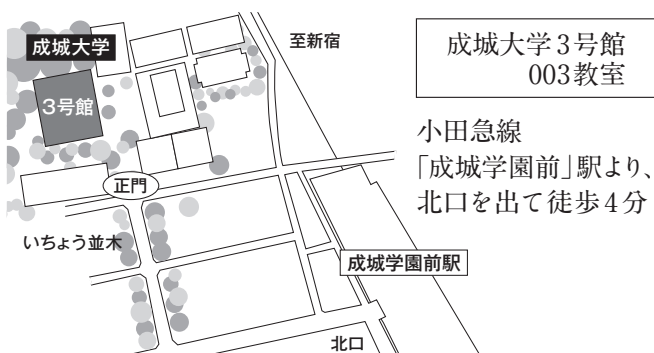 成城大学
3号館
正門
いちょう並木
至新宿
成城学園前駅
北口
成城大学3号館
003教室
小田急線
「成城学園前」駅より、
北口を出て徒歩4分